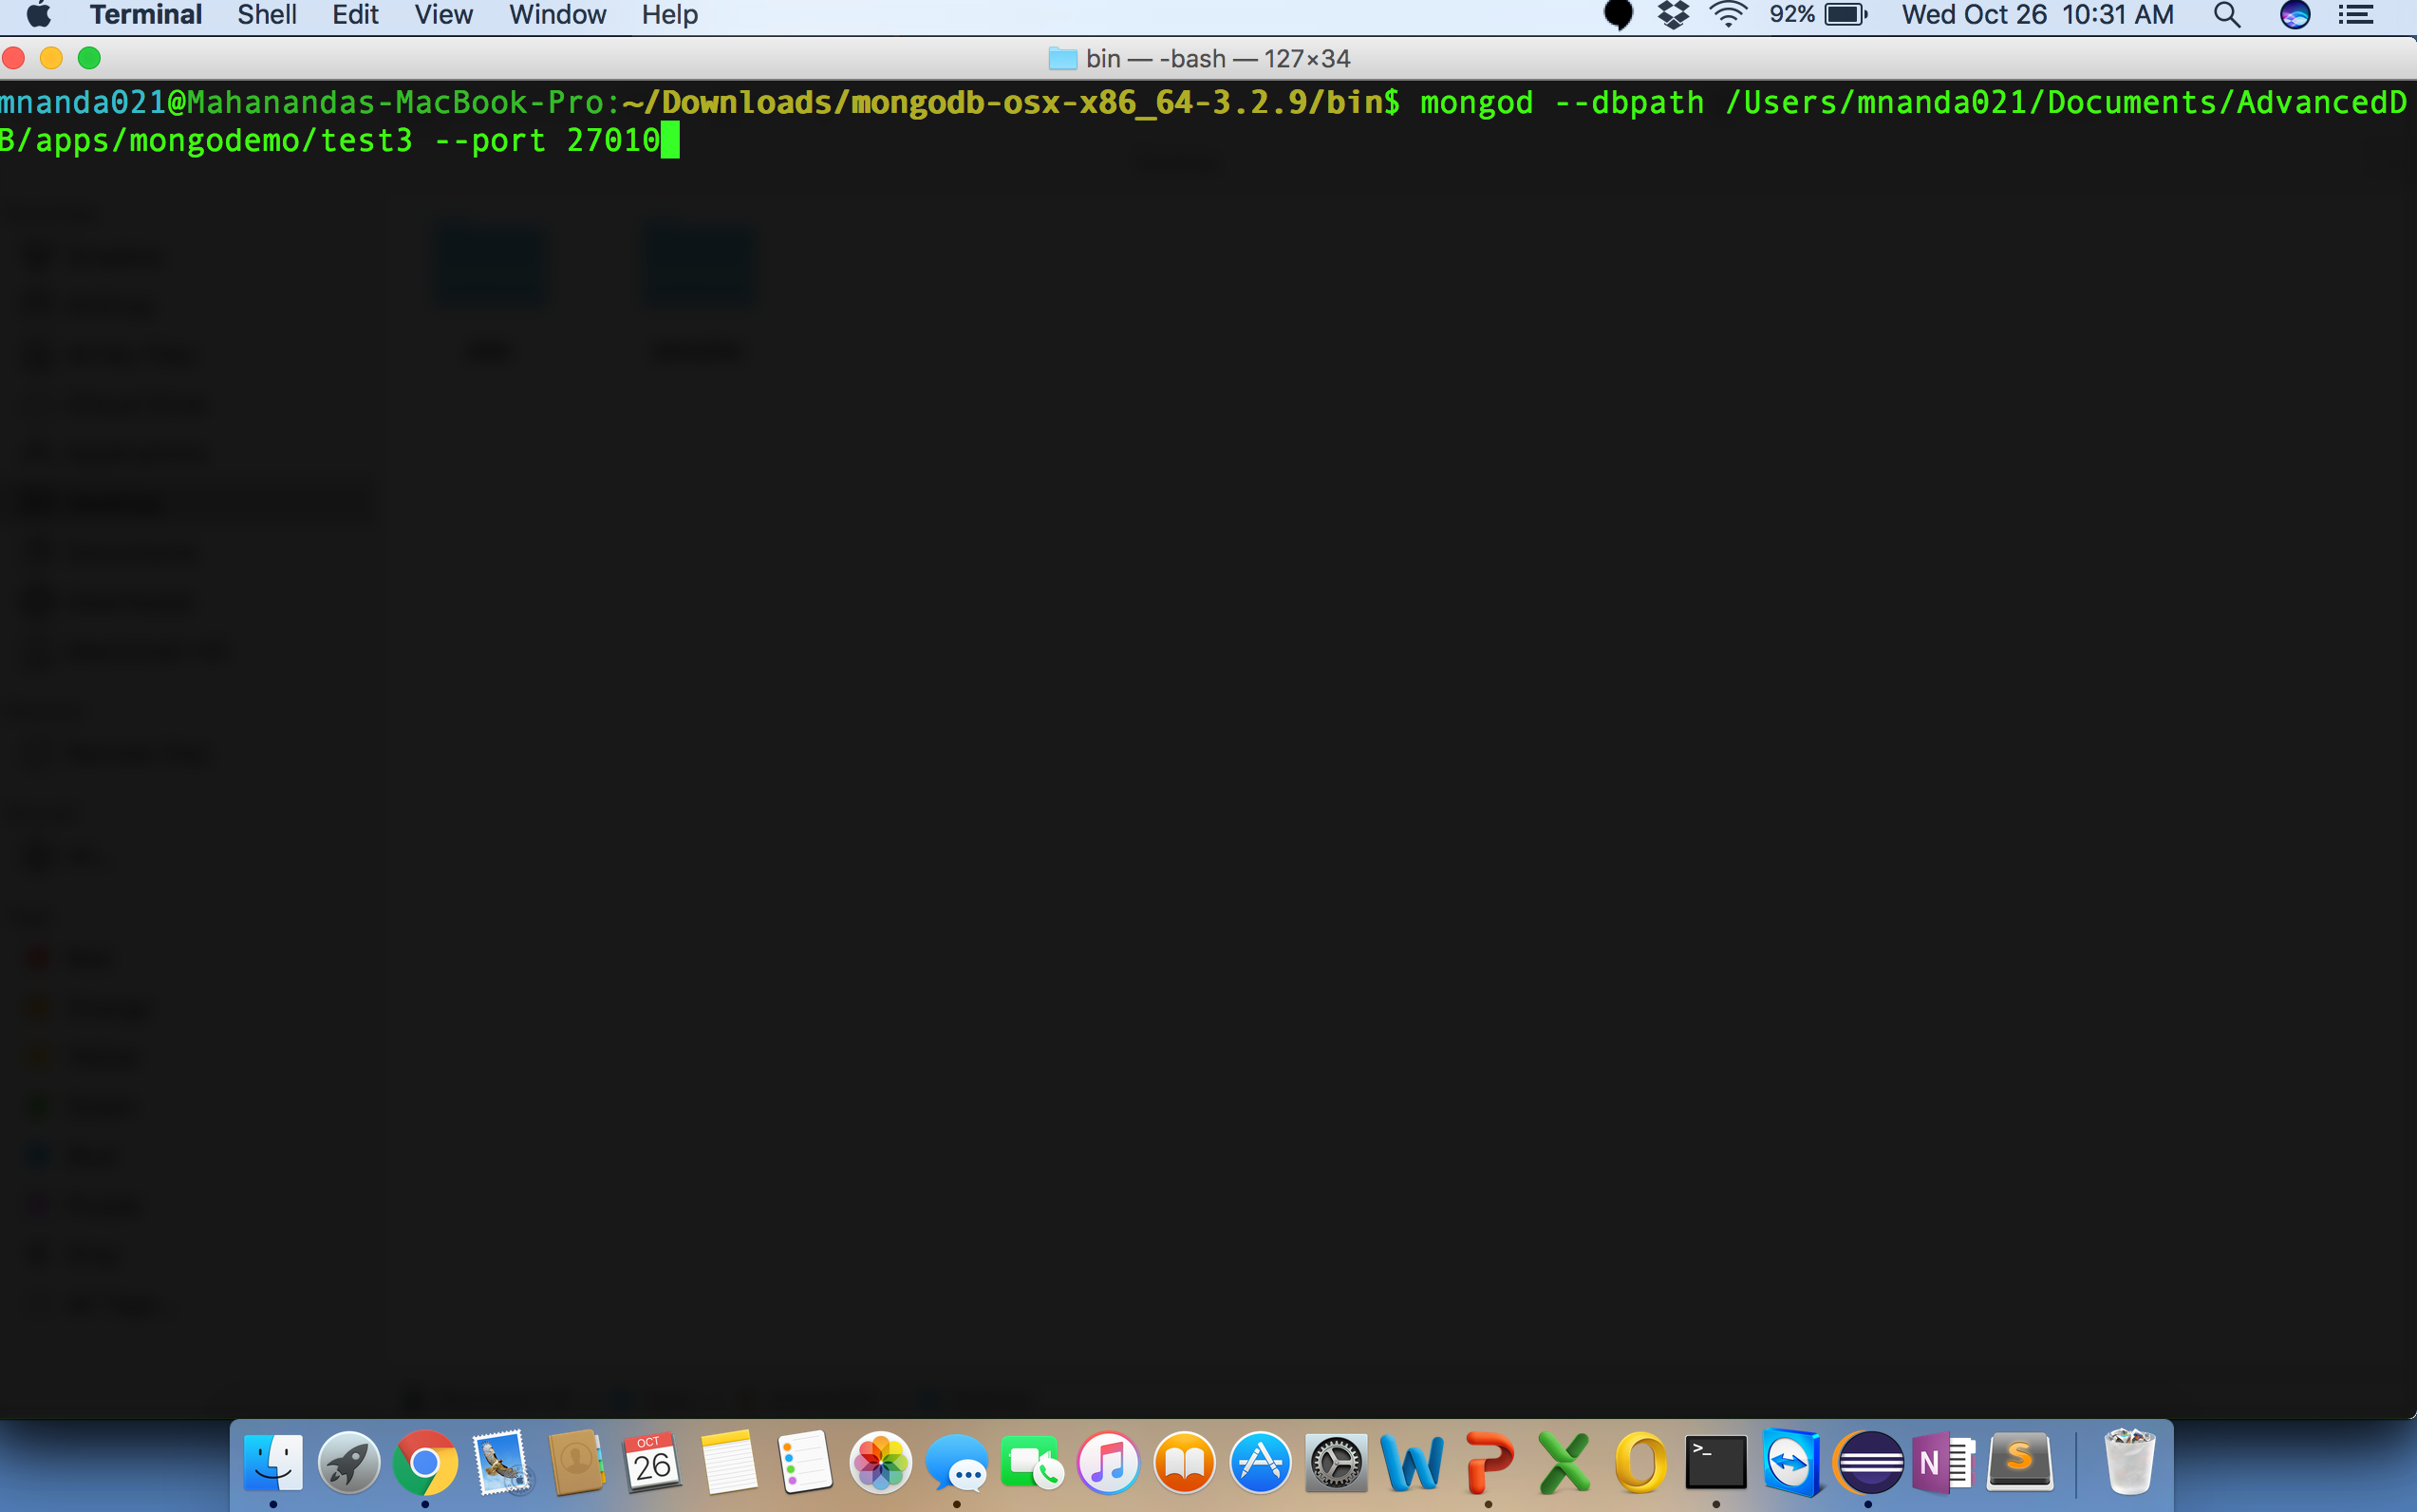 Terminal Shell Edit View Window Help 92% Wed Oct 26 10:31 AM
bin — -bash — 127×34
mnanda021@Mahanandas-MacBook-Pro:~/Downloads/mongodb-osx-x86_64-3.2.9/bin$ mongod --dbpath /Users/mnanda021/Documents/AdvancedD
B/apps/mongodemo/test3 --port 27010
OCT
26